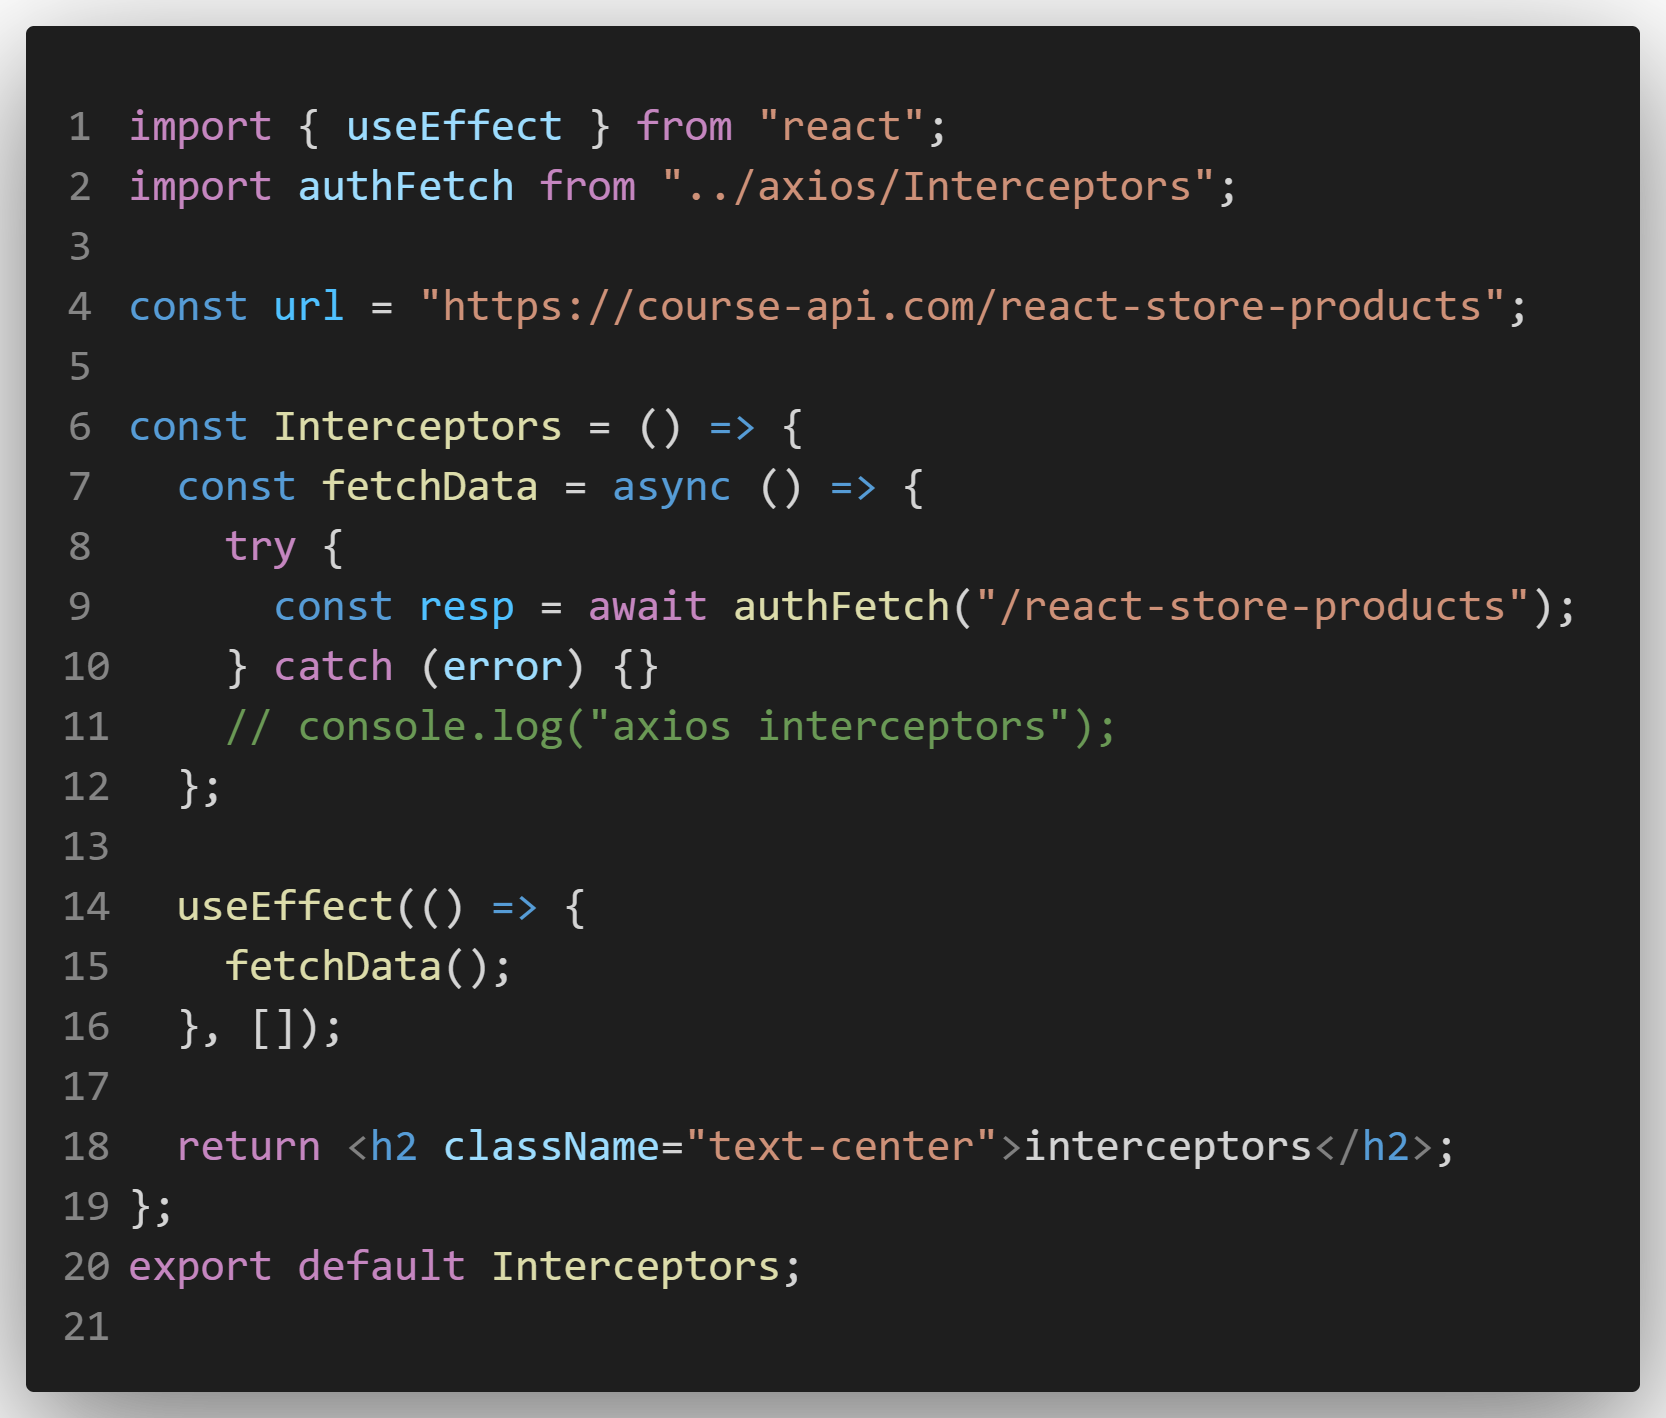 1 import { useEffect } from "react";
2 import authFetch from "../axios/Interceptors";
3
4 const url = "https://course-api.com/react-store-products";
5
6 const Interceptors = () => {
7   const fetchData = async () => {
8     try {
9       const resp = await authFetch("/react-store-products");
10     } catch (error) {}
11     // console.log("axios interceptors");
12   };
13
14   useEffect(() => {
15     fetchData();
16   }, []);
17
18   return <h2 className="text-center">interceptors</h2>;
19 };
20 export default Interceptors;
21